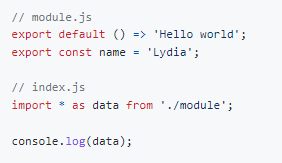 // module.js
export default () => 'Hello world';
export const name = 'Lydia';

// index.js
import * as data from './module';

console.log(data);